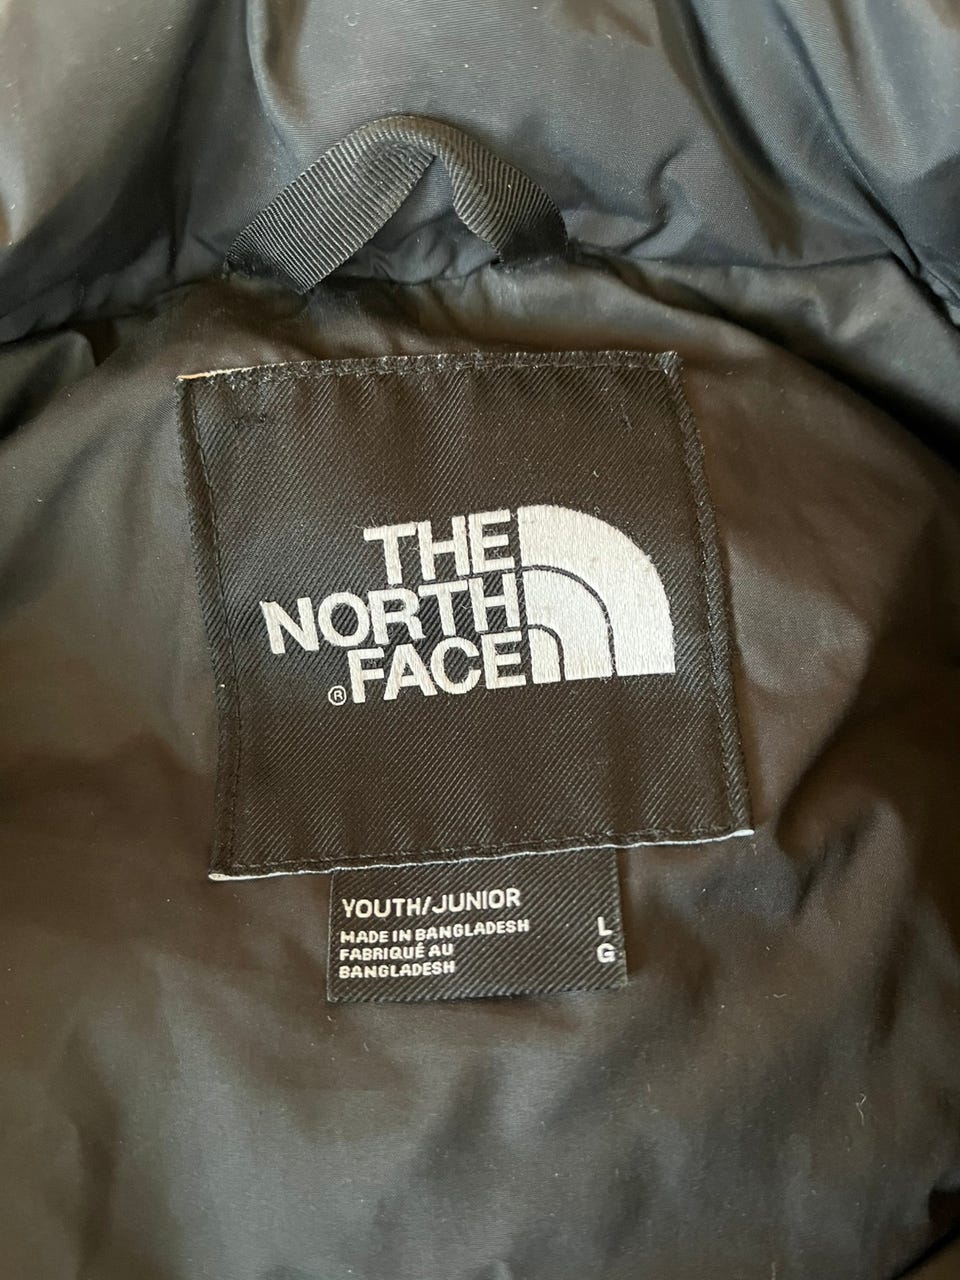 THE
NORTH
® FACE
YOUTH/JUNIOR
MADE IN BANGLADESH L
FABRIQUÉ AU G
BANGLADESH